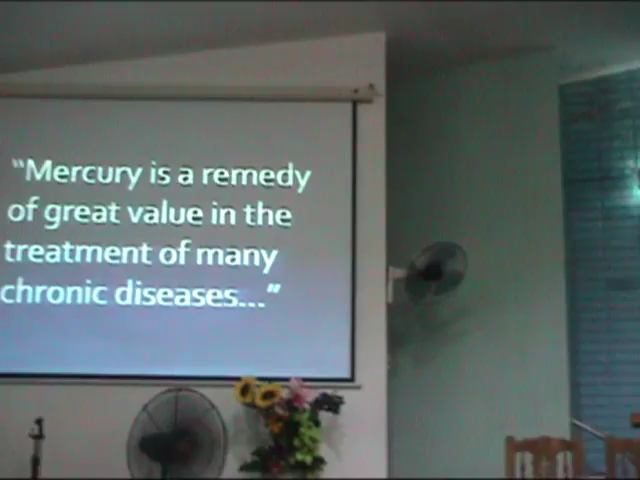 “Mercury is a remedy
of great value in the
treatment of many
chronic diseases...”